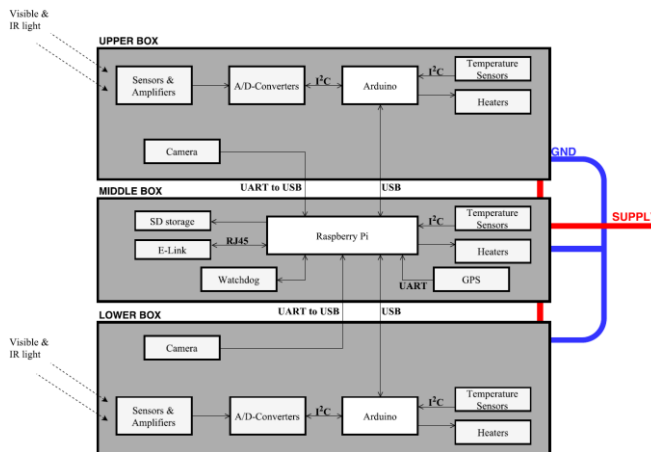 Visible &
IR light
UPPER BOX
Sensors &
Amplifiers
A/D-Converters
I²C
Arduino
I²C
Temperature
Sensors
Heaters
Camera
GND
UART to USB
USB
MIDDLE BOX
SUPPLY
SD storage
E-Link
RJ45
Raspberry Pi
I²C
Temperature
Sensors
Heaters
Watchdog
UART
GPS
UART to USB
USB
LOWER BOX
Visible &
IR light
Camera
Sensors &
Amplifiers
A/D-Converters
I²C
Arduino
I²C
Temperature
Sensors
Heaters